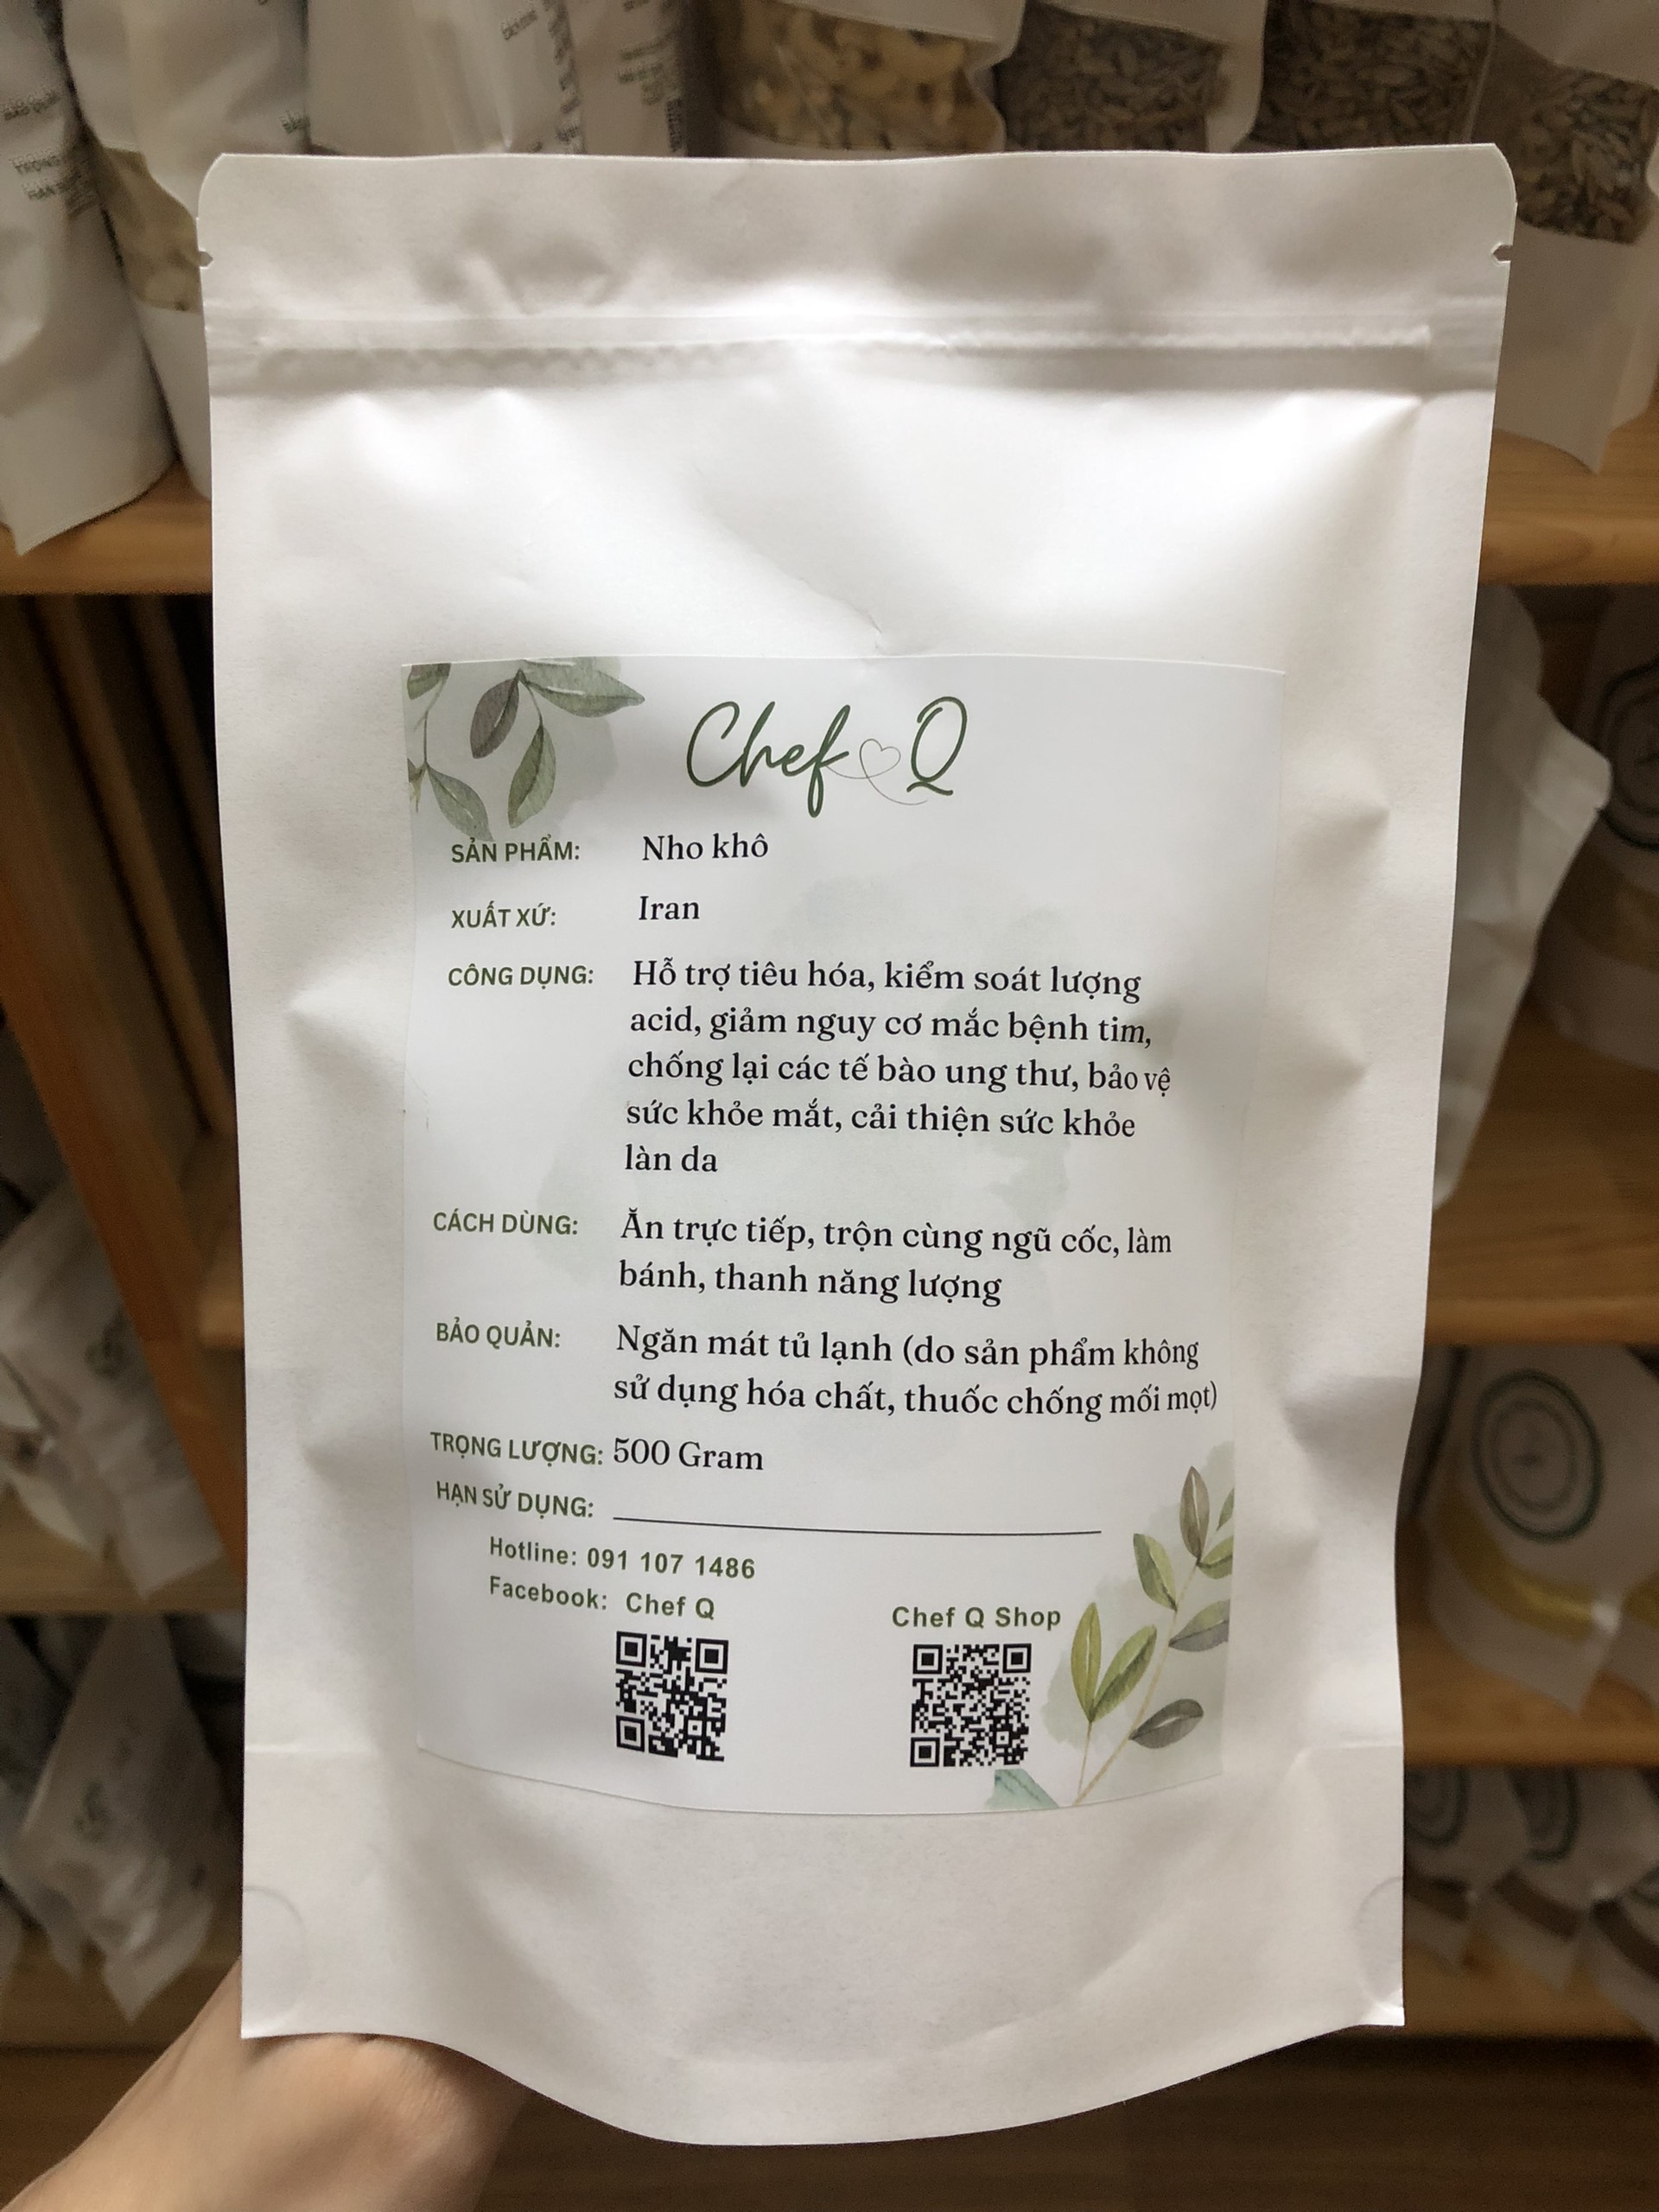 Chef Q
SẢN PHẨM: Nho khô
XUẤT XỨ: Iran
CÔNG DỤNG: Hỗ trợ tiêu hóa, kiểm soát lượng
acid, giảm nguy cơ mắc bệnh tim,
chống lại các tế bào ung thư, bảo vệ
sức khỏe mắt, cải thiện sức khỏe
làn da
CÁCH DÙNG: Ăn trực tiếp, trộn cùng ngũ cốc, làm
bánh, thanh năng lượng
BẢO QUẢN: Ngăn mát tủ lạnh (do sản phẩm không
sử dụng hóa chất, thuốc chống mối mọt)
TRỌNG LƯỢNG: 500 Gram
HẠN SỬ DỤNG:
Hotline: 091 107 1486
Facebook: Chef Q
Chef Q Shop